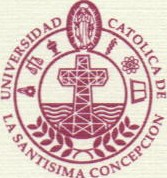 UNIVERSIDAD CATOLICA DE
LA SANTISIMA CONCEPCION